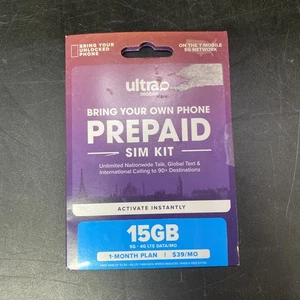 BRING YOUR
UNLOCKED
PHONE
ON THE T-MOBILE
5G NETWORK
ultra
mobile
BRING YOUR OWN PHONE
PREPAID
SIM KIT
Unlimited Nationwide Talk, Global Text &
International Calling to 90+ Destinations
ACTIVATE INSTANTLY
15GB
5G • 4G LTE DATA/MO
1-MONTH PLAN | $39/MO